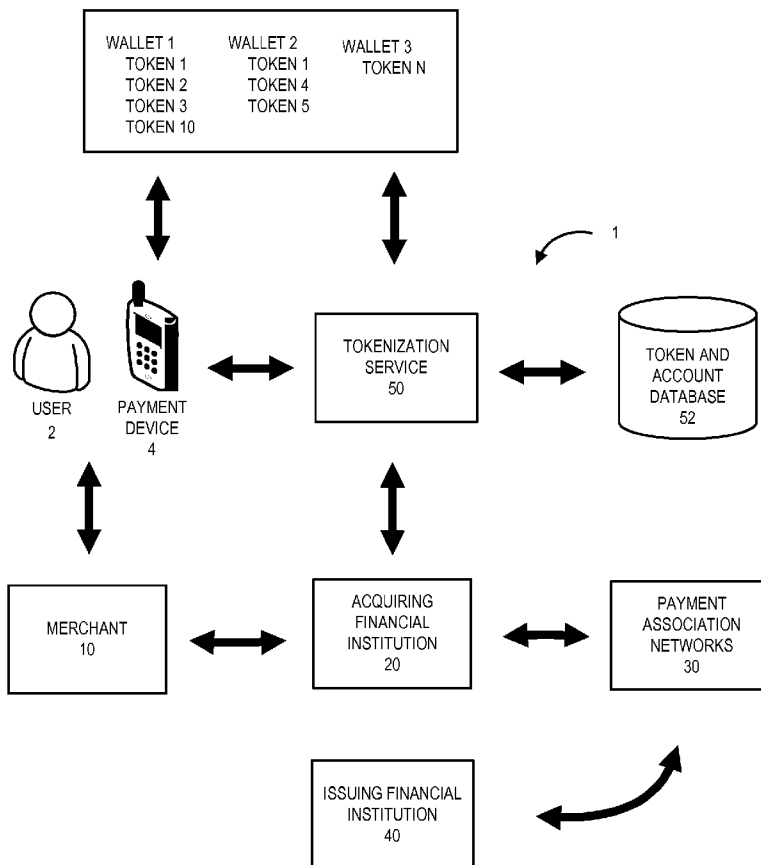 WALLET 1
TOKEN 1
TOKEN 2
TOKEN 3
TOKEN 10
WALLET 2
TOKEN 1
TOKEN 4
TOKEN 5
WALLET 3
TOKEN N
1
USER
2
PAYMENT
DEVICE
4
TOKENIZATION
SERVICE
50
TOKEN AND
ACCOUNT
DATABASE
52
MERCHANT
10
ACQUIRING
FINANCIAL
INSTITUTION
20
PAYMENT
ASSOCIATION
NETWORKS
30
ISSUING FINANCIAL
INSTITUTION
40